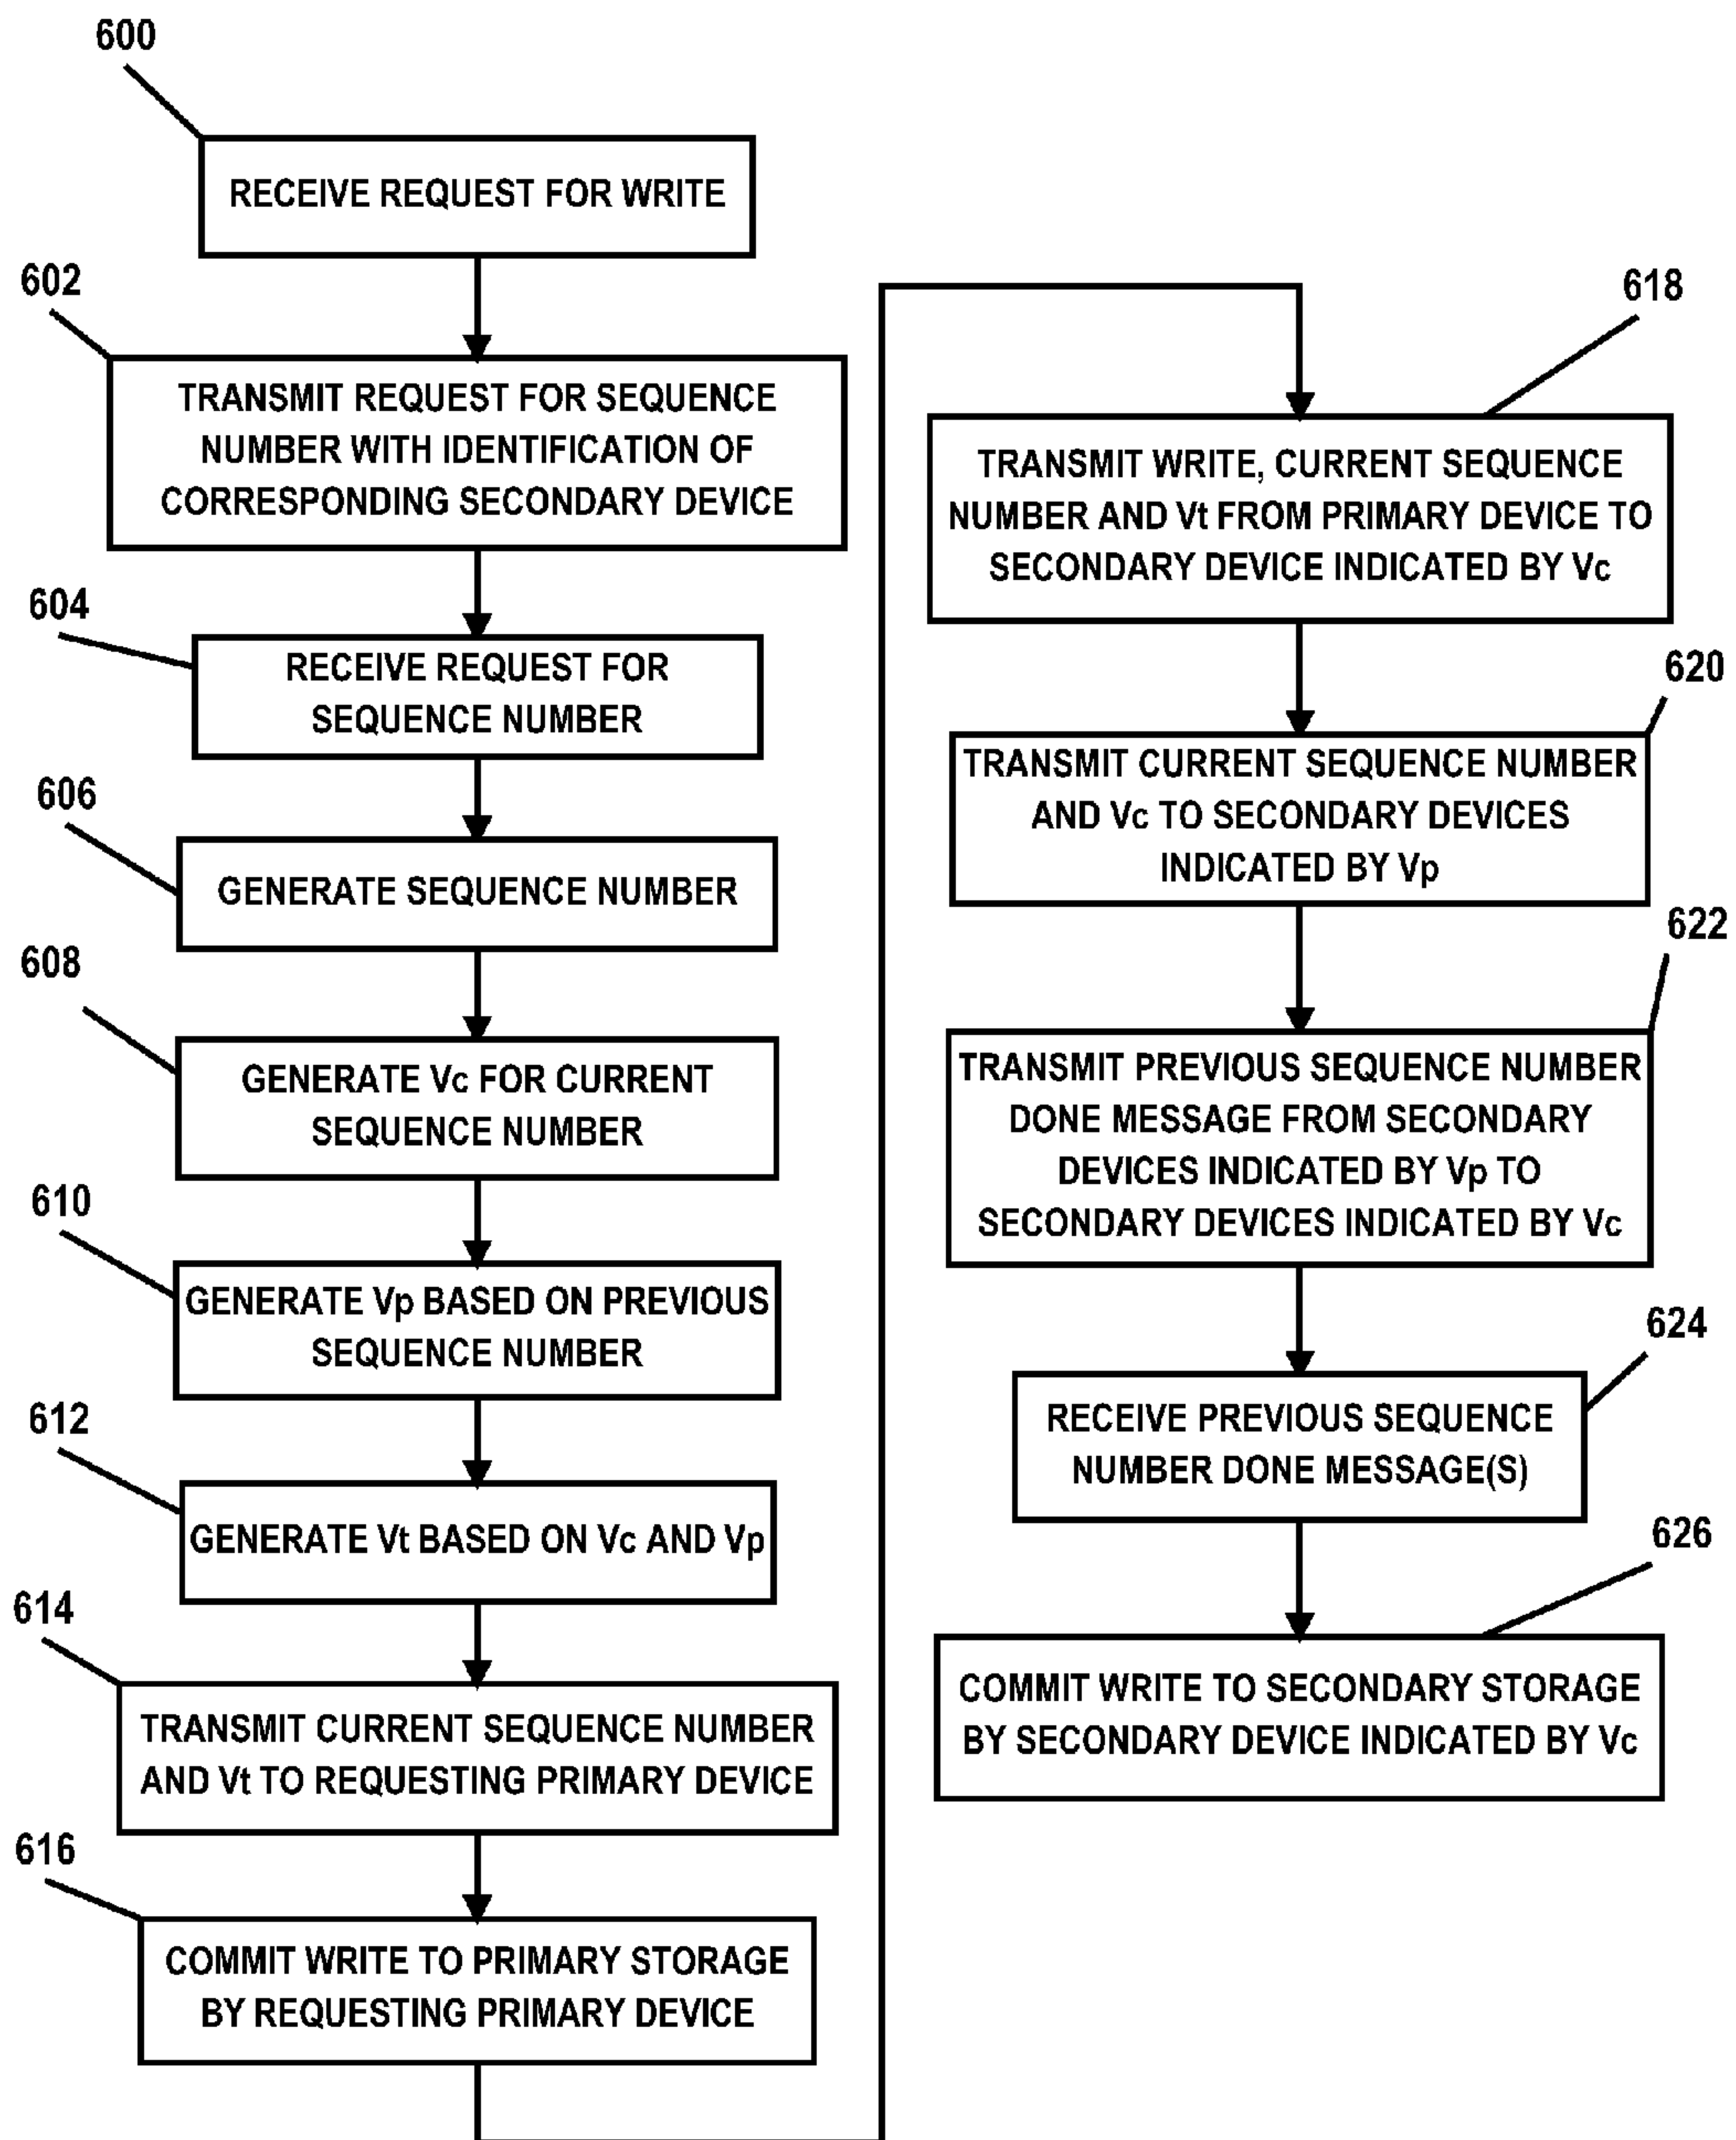 600
RECEIVE REQUEST FOR WRITE
602
TRANSMIT REQUEST FOR SEQUENCE
NUMBER WITH IDENTIFICATION OF
CORRESPONDING SECONDARY DEVICE
604
RECEIVE REQUEST FOR
SEQUENCE NUMBER
606
GENERATE SEQUENCE NUMBER
608
GENERATE Vc FOR CURRENT
SEQUENCE NUMBER
610
GENERATE Vp BASED ON PREVIOUS
SEQUENCE NUMBER
612
GENERATE Vt BASED ON Vc AND Vp
614
TRANSMIT CURRENT SEQUENCE NUMBER
AND Vt TO REQUESTING PRIMARY DEVICE
616
COMMIT WRITE TO PRIMARY STORAGE
BY REQUESTING PRIMARY DEVICE
618
TRANSMIT WRITE, CURRENT SEQUENCE
NUMBER AND Vt FROM PRIMARY DEVICE TO
SECONDARY DEVICE INDICATED BY Vc
620
TRANSMIT CURRENT SEQUENCE NUMBER
AND Vc TO SECONDARY DEVICES
INDICATED BY Vp
622
TRANSMIT PREVIOUS SEQUENCE NUMBER
DONE MESSAGE FROM SECONDARY
DEVICES INDICATED BY Vp TO
SECONDARY DEVICES INDICATED BY Vc
624
RECEIVE PREVIOUS SEQUENCE
NUMBER DONE MESSAGE(S)
626
COMMIT WRITE TO SECONDARY STORAGE
BY SECONDARY DEVICE INDICATED BY Vc